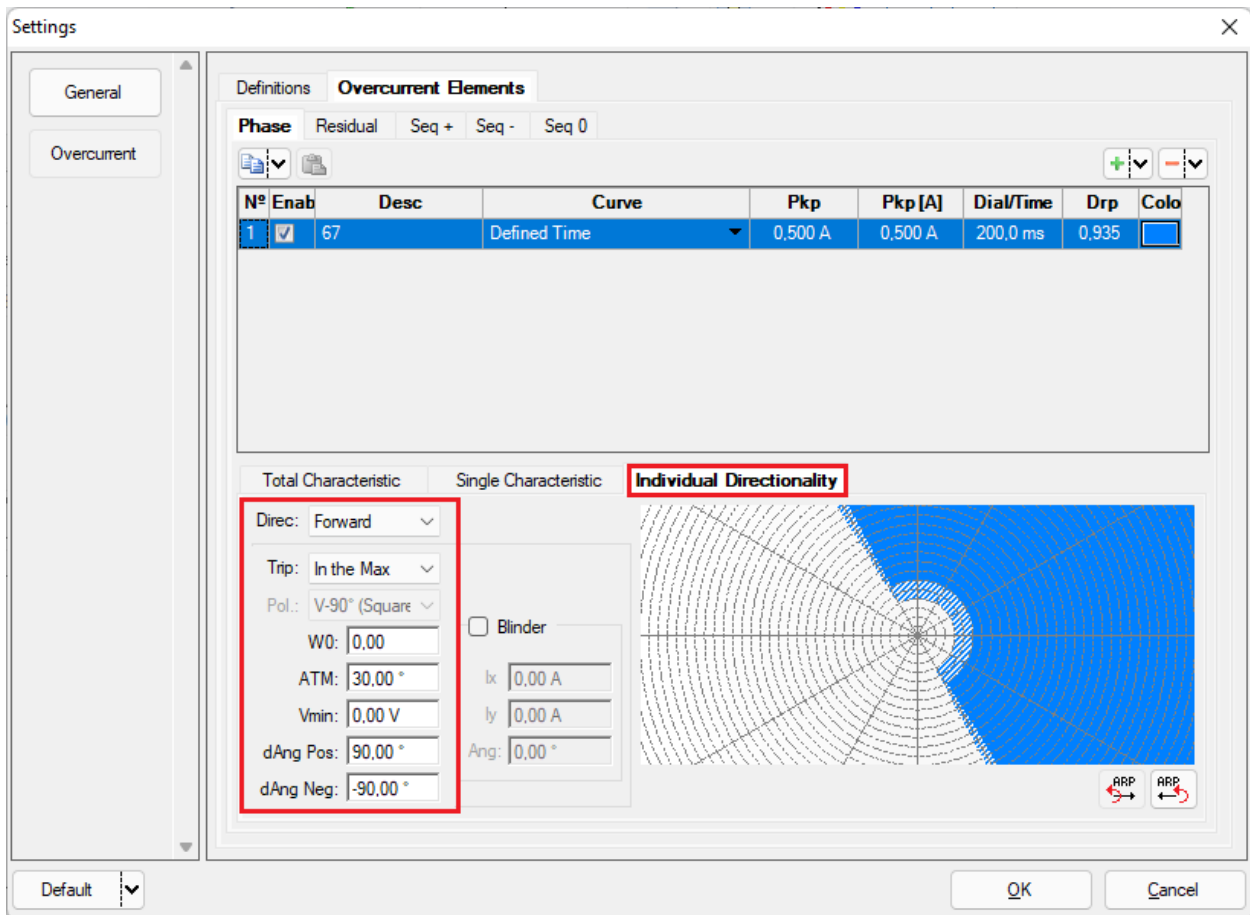 Settings
General
Overcurrent
Definitions Overcurrent Elements
Phase Residual Seq + Seq - Seq 0
Nº Enab Desc Curve Pkp Pkp [A] Dial/Time Drp Colo
1 67 Defined Time 0,500 A 0,500 A 200,0 ms 0,935
Total Characteristic Single Characteristic Individual Directionality
Direc: Forward
Trip: In the Max
Pol.: V-90° (Square
W0: 0,00
ATM: 30,00 °
Vmin: 0,00 V
dAng Pos: 90,00 °
dAng Neg: -90,00 °
Blinder
Ix 0,00 A
Iy 0,00 A
Ang: 0,00 °
ARP ARP
Default OK Cancel